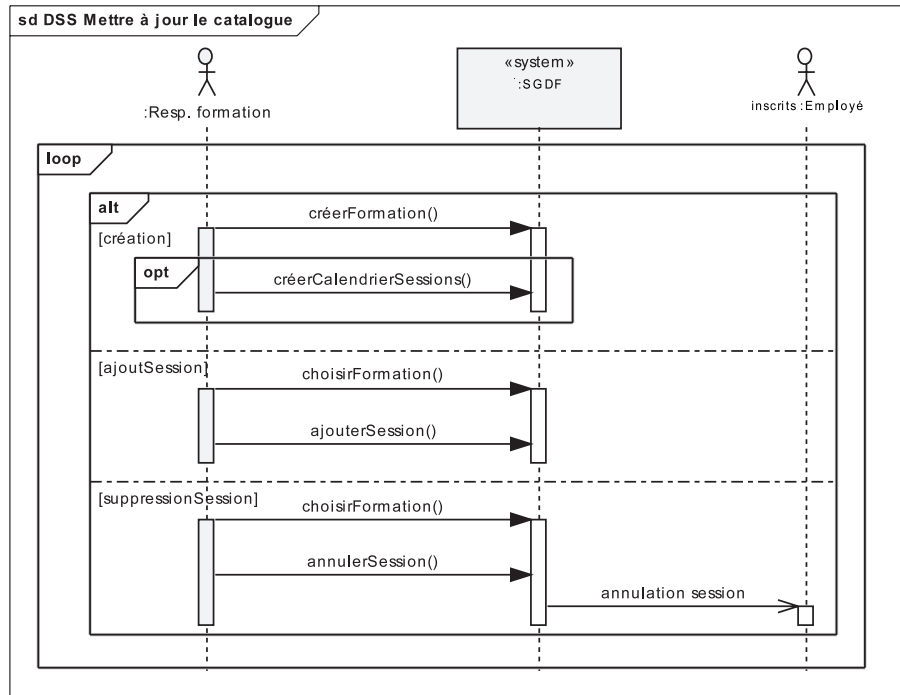 sd DSS Mettre à jour le catalogue
:Resp. formation
«system»
:SGDF
inscrits :Employé
loop
alt
[création]
créerFormation()
opt
créerCalendrierSessions()
[ajoutSession]
choisirFormation()
ajouterSession()
[suppressionSession]
choisirFormation()
annulerSession()
annulation session